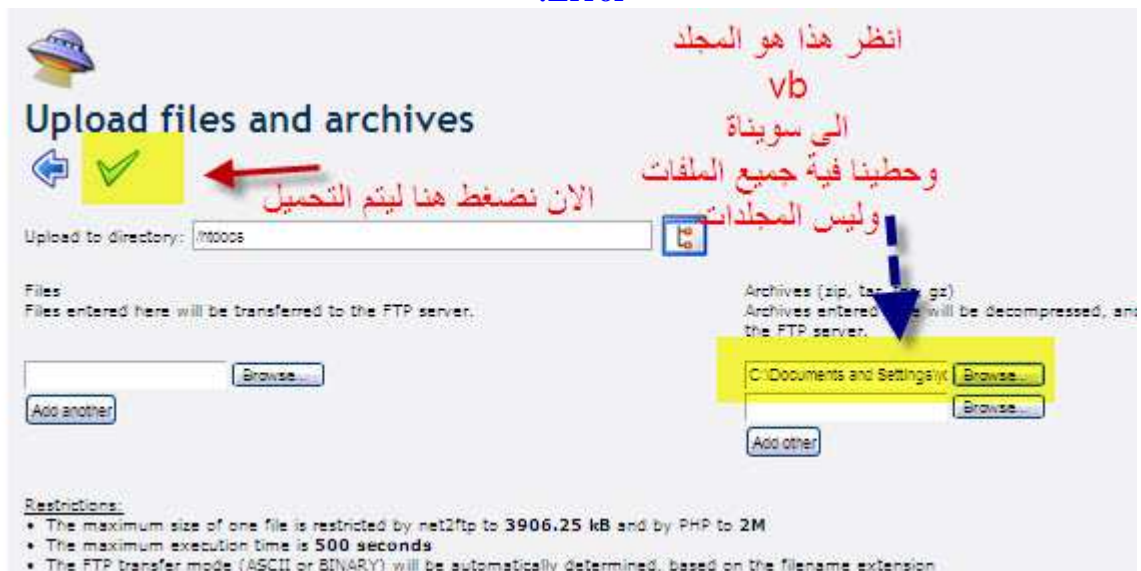 انظر هذا هو المجلد
vb
الى سويناة
وحطينا فية جميع الملفات
وليس المجلدات
Upload files and archives
الان نضغط هنا ليتم التحميل
Upload to directory: /htdocs
Files
Files entered here will be transferred to the FTP server.
Browse...
Add another
Archives (zip, tar, gz)
Archives entered will be decompressed, and
the FTP server.
C:\Documents and Settings\yo Browse...
Browse...
Add other
Restrictions:
• The maximum size of one file is restricted by net2ftp to 3906.25 kB and by PHP to 2M
• The maximum execution time is 500 seconds
• The FTP transfer mode (ASCII or BINARY) will be automatically determined, based on the filename extension